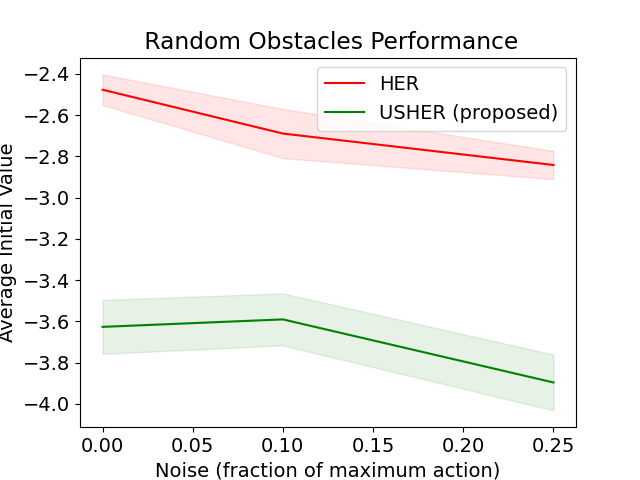 Random Obstacles Performance
HER
USHER (proposed)
Average Initial Value
−2.4
−2.6
−2.8
−3.0
−3.2
−3.4
−3.6
−3.8
−4.0
0.00 0.05 0.10 0.15 0.20 0.25
Noise (fraction of maximum action)